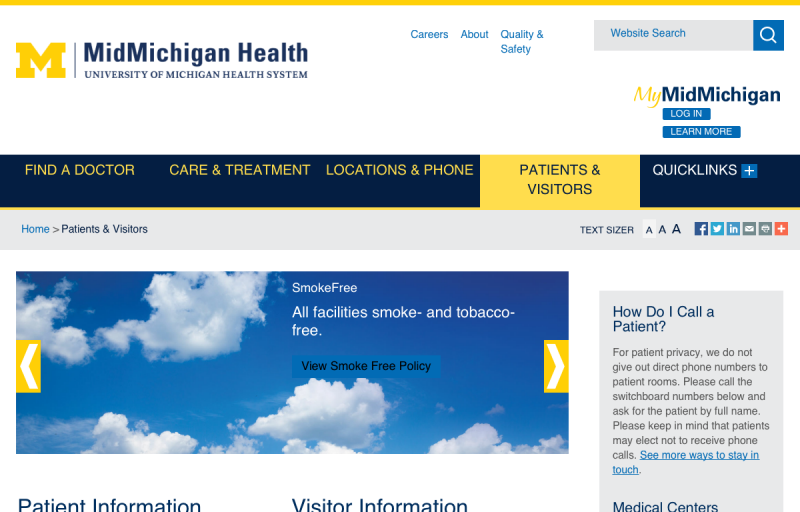 Careers About Quality & Safety
Website Search
M MidMichigan Health
UNIVERSITY OF MICHIGAN HEALTH SYSTEM
MyMidMichigan
LOG IN
LEARN MORE
FIND A DOCTOR CARE & TREATMENT LOCATIONS & PHONE PATIENTS & VISITORS QUICKLINKS +
Home > Patients & Visitors
TEXT SIZER A A A
SmokeFree
All facilities smoke- and tobacco-
free.
View Smoke Free Policy
How Do I Call a
Patient?
For patient privacy, we do not
give out direct phone numbers to
patient rooms. Please call the
switchboard numbers below and
ask for the patient by full name.
Please keep in mind that patients
may elect not to receive phone
calls. See more ways to stay in
touch.
Patient Information
Visitor Information
Medical Centers